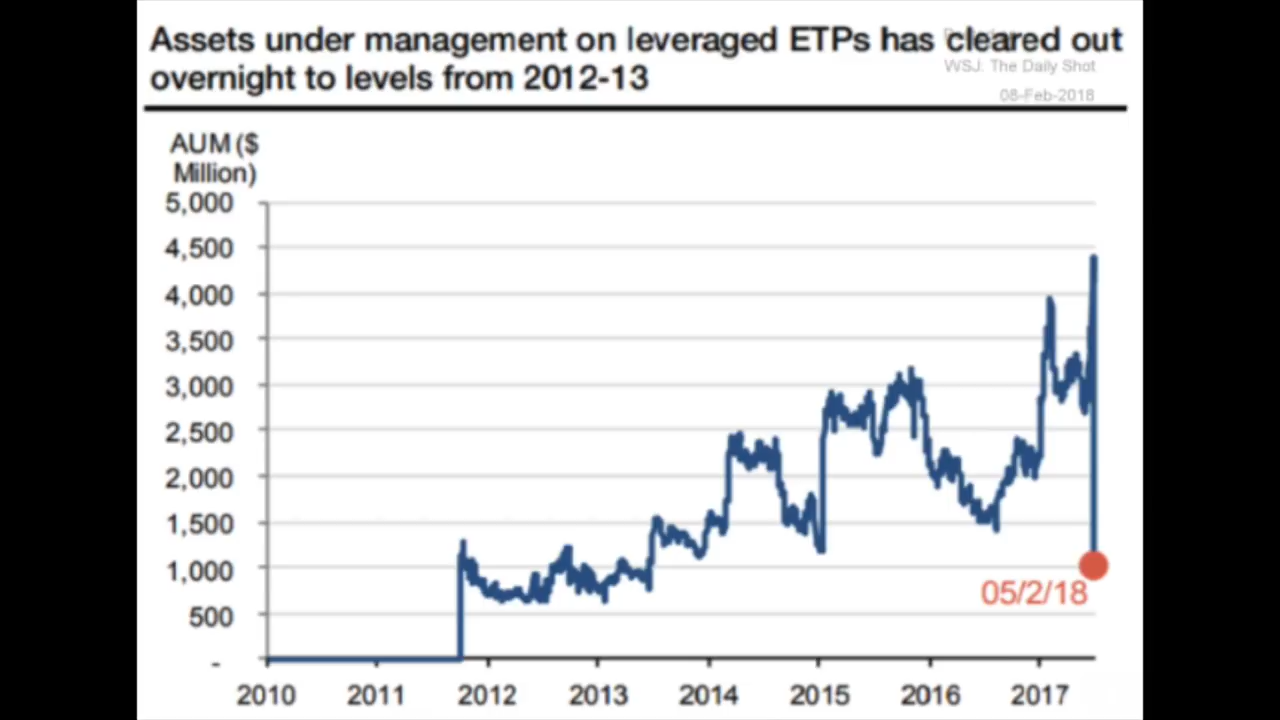 Assets under management on leveraged ETPs has cleared out
overnight to levels from 2012-13
WSJ: The Daily Shot
08-Feb-2018
AUM ($
Million)
5,000
4,500
4,000
3,500
3,000
2,500
2,000
1,500
1,000
500
-
05/2/18
2010 2011 2012 2013 2014 2015 2016 2017